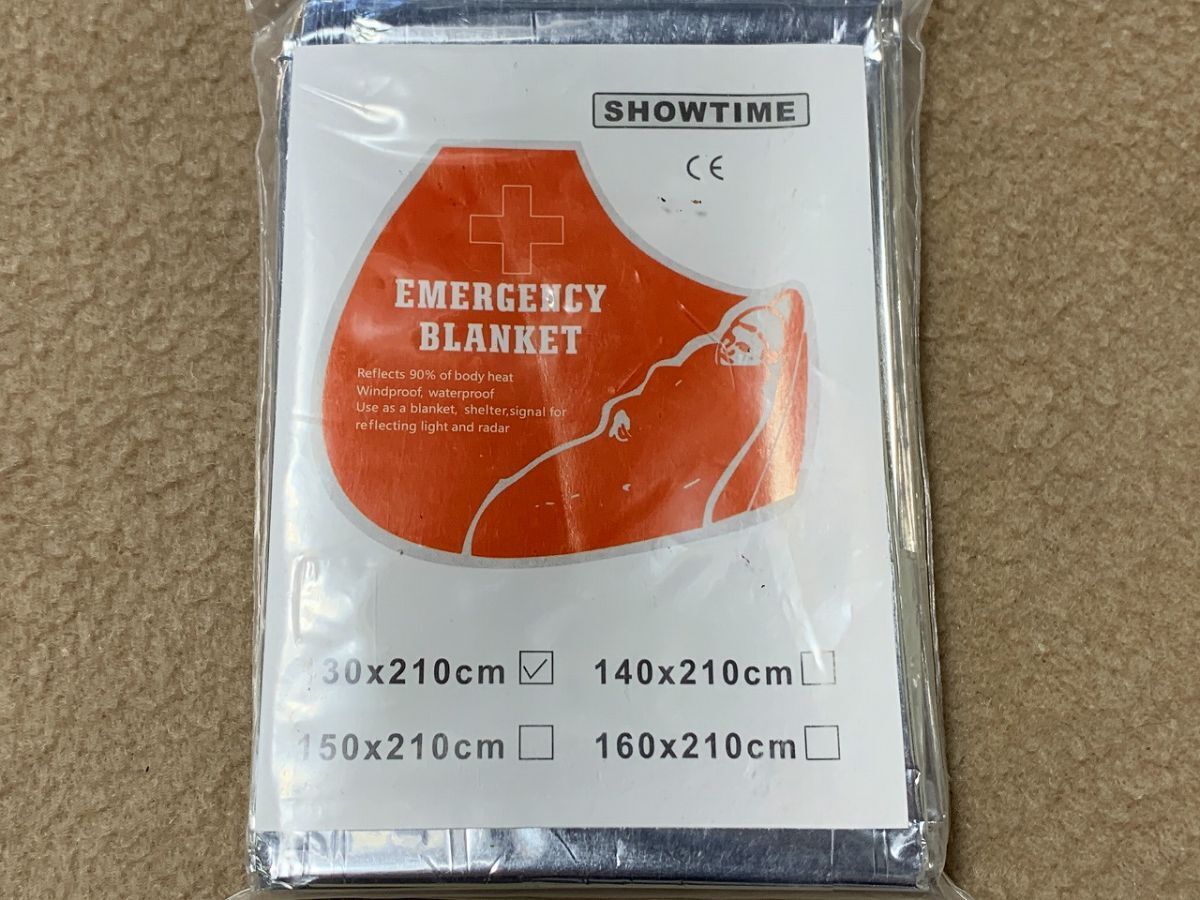 SHOWTIME
CE
EMERGENCY
BLANKET
Reflects 90% of body heat
Windproof, waterproof
Use as a blanket, shelter,signal for
reflecting light and radar
130x210cm 140x210cm
150x210cm 160x210cm